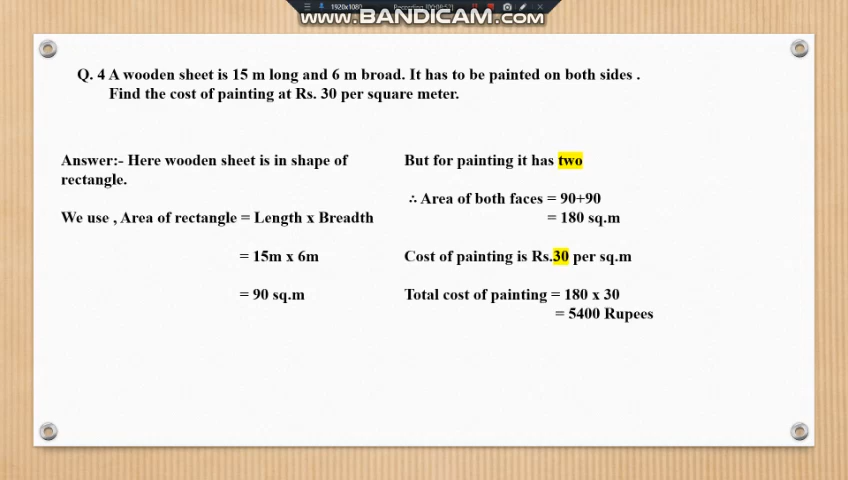 1920x1080
www.BANDICAM.com
Q. 4 A wooden sheet is 15 m long and 6 m broad. It has to be painted on both sides .
Find the cost of painting at Rs. 30 per square meter.
Answer:- Here wooden sheet is in shape of
rectangle.
We use , Area of rectangle = Length x Breadth
= 15m x 6m
= 90 sq.m
But for painting it has two
∴ Area of both faces = 90+90
= 180 sq.m
Cost of painting is Rs.30 per sq.m
Total cost of painting = 180 x 30
= 5400 Rupees